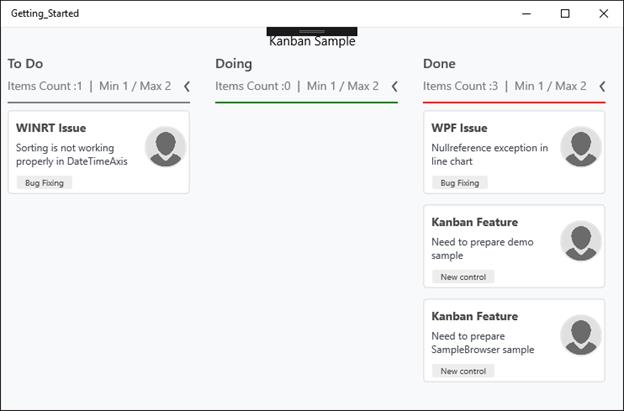 Getting_Started
Kanban Sample
To Do
Items Count :1 | Min 1 / Max 2
WINRT Issue
Sorting is not working
properly in DateTimeAxis
Bug Fixing
Doing
Items Count :0 | Min 1 / Max 2
Done
Items Count :3 | Min 1 / Max 2
WPF Issue
Nullreference exception in
line chart
Bug Fixing
Kanban Feature
Need to prepare demo
sample
New control
Kanban Feature
Need to prepare
SampleBrowser sample
New control